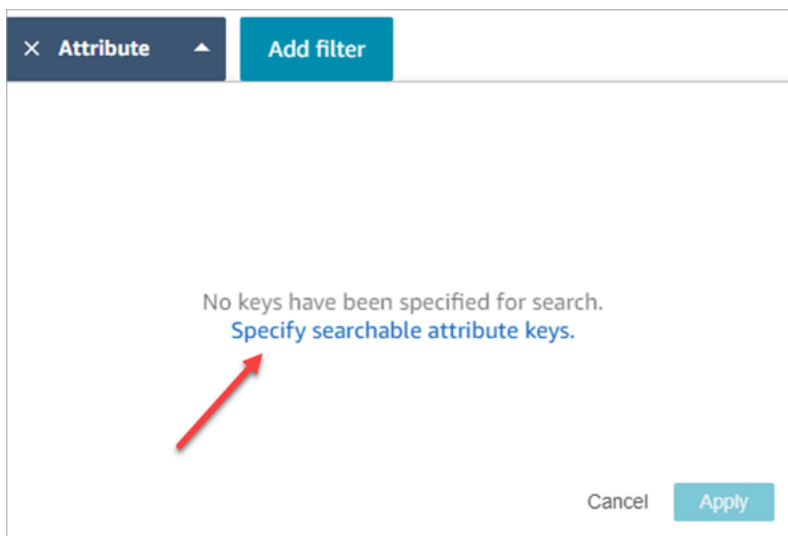 Attribute
Add filter
No keys have been specified for search.
Specify searchable attribute keys.
Cancel
Apply